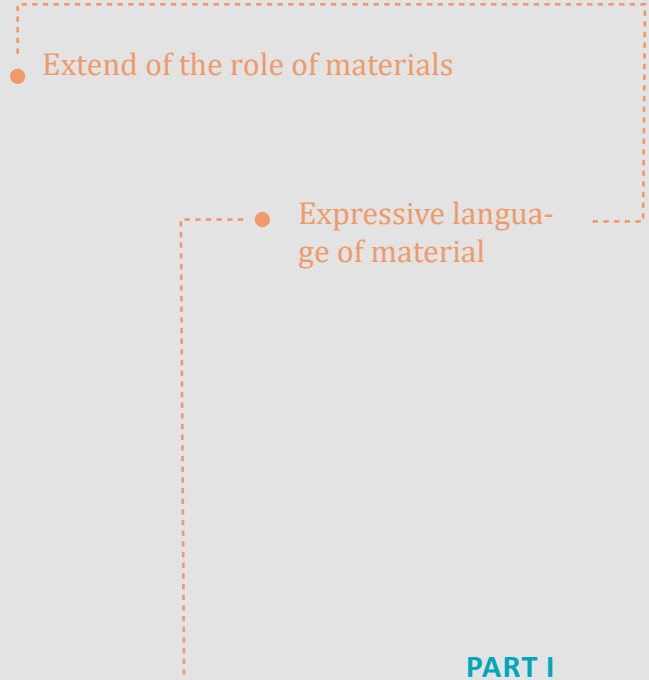 Extend of the role of materials
Expressive langua-
ge of material
PART I